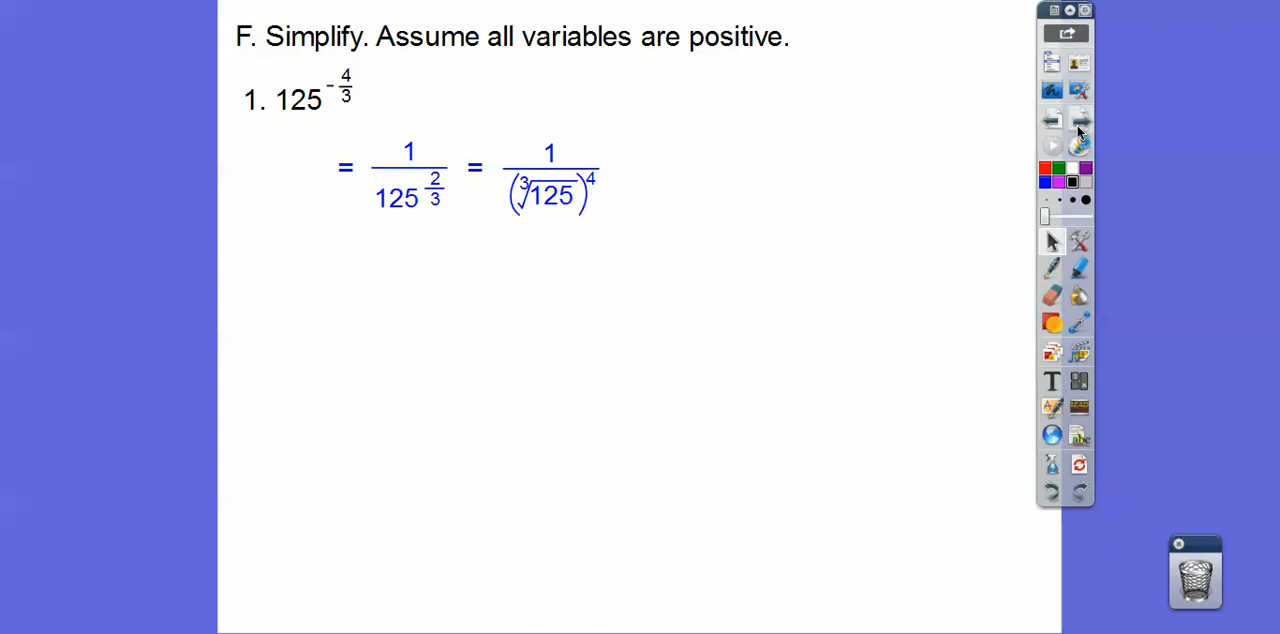 F. Simplify. Assume all variables are positive.
1. 125^(-4/3)
= 1/125^(2/3) = 1/(∛125)^4